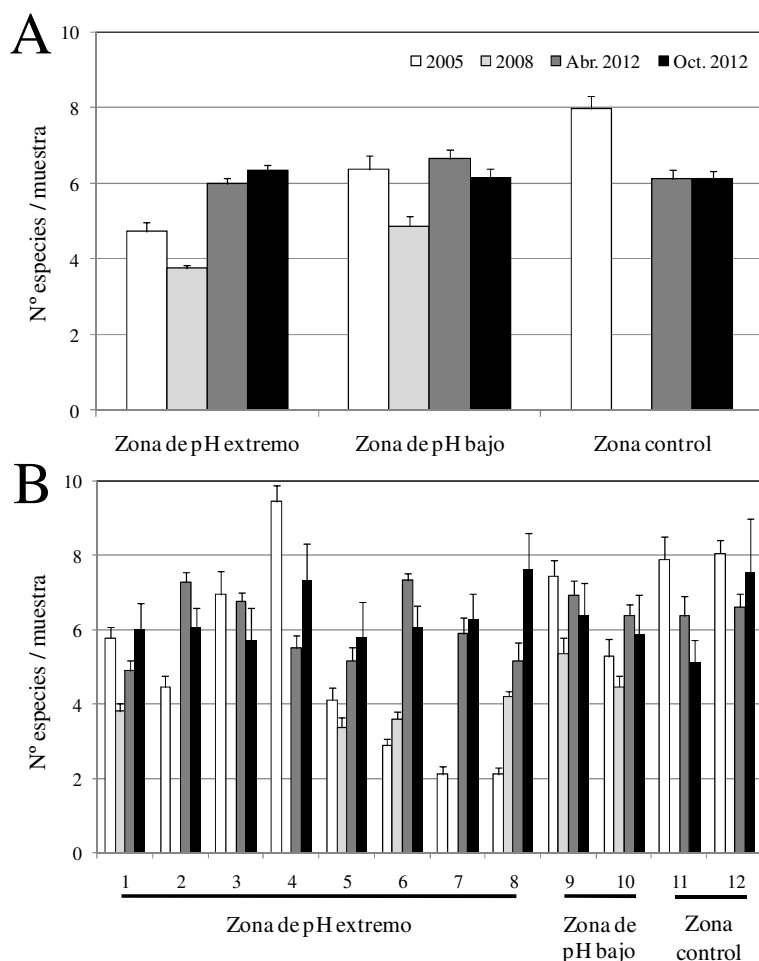 A
10
8
6
4
2
0
Nº especies / muestra
2005 2008 Abr. 2012 Oct. 2012
Zona de pH extremo Zona de pH bajo Zona control
B
10
8
6
4
2
0
Nº especies / muestra
1 2 3 4 5 6 7 8 9 10 11 12
Zona de pH extremo
Zona de pH bajo
Zona control